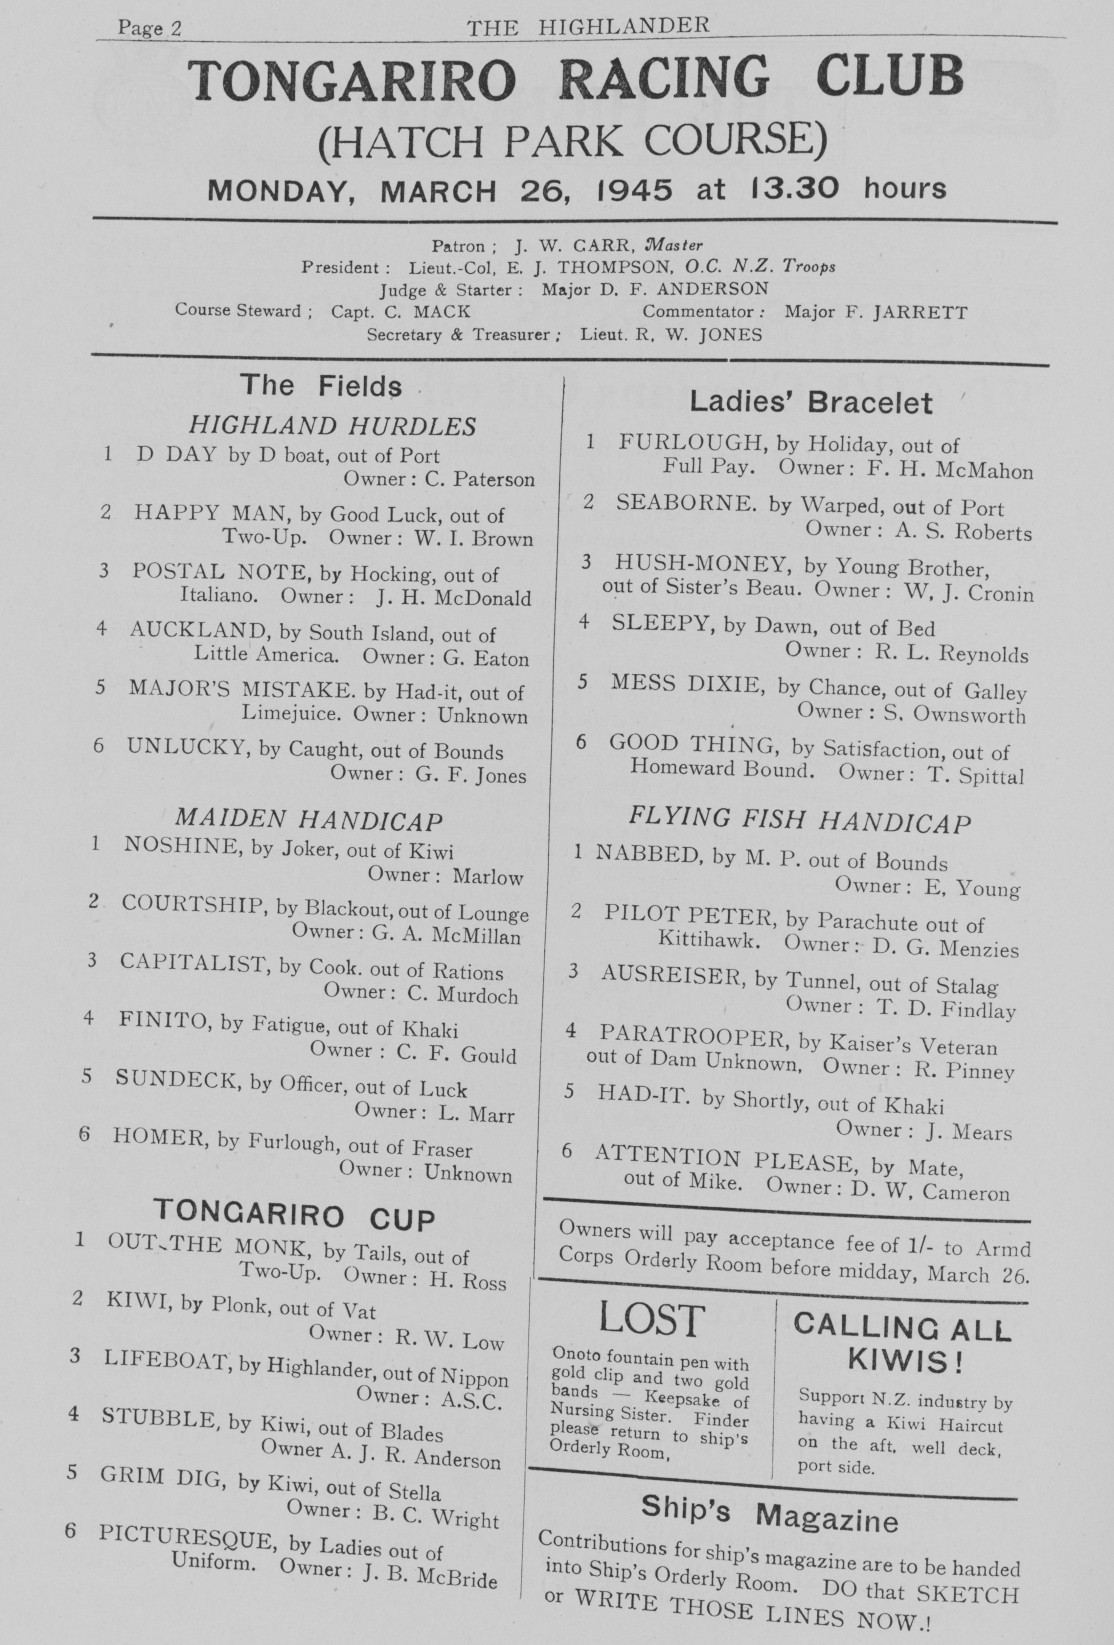 Page 2
THE HIGHLANDER
TONGARIRO RACING CLUB
(HATCH PARK COURSE)
MONDAY, MARCH 26, 1945 at 13.30 hours
Patron ; J. W. CARR, Master
President : Lieut.-Col, E. J. THOMPSON, O.C. N.Z. Troops
Judge & Starter : Major D. F. ANDERSON
Course Steward ; Capt. C. MACK Commentator : Major F. JARRETT
Secretary & Treasurer ; Lieut. R, W. JONES
The Fields
HIGHLAND HURDLES
1 D DAY by D boat, out of Port
Owner : C. Paterson
2 HAPPY MAN, by Good Luck, out of
Two-Up. Owner : W. I. Brown
3 POSTAL NOTE, by Hocking, out of
Italiano. Owner : J. H. McDonald
4 AUCKLAND, by South Island, out of
Little America. Owner : G. Eaton
5 MAJOR'S MISTAKE. by Had-it, out of
Limejuice. Owner : Unknown
6 UNLUCKY, by Caught, out of Bounds
Owner : G. F. Jones
MAIDEN HANDICAP
1 NOSHINE, by Joker, out of Kiwi
Owner : Marlow
2 COURTSHIP, by Blackout, out of Lounge
Owner : G. A. McMillan
3 CAPITALIST, by Cook. out of Rations
Owner : C. Murdoch
4 FINITO, by Fatigue, out of Khaki
Owner : C. F. Gould
5 SUNDECK, by Officer, out of Luck
Owner : L. Marr
6 HOMER, by Furlough, out of Fraser
Owner : Unknown
TONGARIRO CUP
1 OUT-THE MONK, by Tails, out of
Two-Up. Owner : H. Ross
2 KIWI, by Plonk, out of Vat
Owner : R. W. Low
3 LIFEBOAT, by Highlander, out of Nippon
Owner : A.S.C.
4 STUBBLE, by Kiwi, out of Blades
Owner A. J. R. Anderson
5 GRIM DIG, by Kiwi, out of Stella
Owner : B. C. Wright
6 PICTURESQUE, by Ladies out of
Uniform. Owner : J. B. McBride
Ladies' Bracelet
1 FURLOUGH, by Holiday, out of
Full Pay. Owner : F. H. McMahon
2 SEABORNE. by Warped, out of Port
Owner : A. S. Roberts
3 HUSH-MONEY, by Young Brother,
out of Sister's Beau. Owner : W, J. Cronin
4 SLEEPY, by Dawn, out of Bed
Owner : R. L. Reynolds
5 MESS DIXIE, by Chance, out of Galley
Owner : S. Ownsworth
6 GOOD THING, by Satisfaction, out of
Homeward Bound. Owner : T. Spittal
FLYING FISH HANDICAP
1 NABBED, by M. P. out of Bounds
Owner : E, Young
2 PILOT PETER, by Parachute out of
Kittihawk. Owner : D. G. Menzies
3 AUSREISER, by Tunnel, out of Stalag
Owner : T. D. Findlay
4 PARATROOPER, by Kaiser's Veteran
out of Dam Unknown, Owner : R. Pinney
5 HAD-IT. by Shortly, out of Khaki
Owner : J. Mears
6 ATTENTION PLEASE, by Mate,
out of Mike. Owner : D. W, Cameron
Owners will pay acceptance fee of 1/- to Armd
Corps Orderly Room before midday, March 26.
LOST
Onoto fountain pen with
gold clip and two gold
bands — Keepsake of
Nursing Sister. Finder
please return to ship's
Orderly Room,
CALLING ALL
KIWIS!
Support N.Z. industry by
having a Kiwi Haircut
on the aft, well deck,
port side.
Ship's Magazine
Contributions for ship's magazine are to be handed
into Ship's Orderly Room. DO that SKETCH
or WRITE THOSE LINES NOW.!